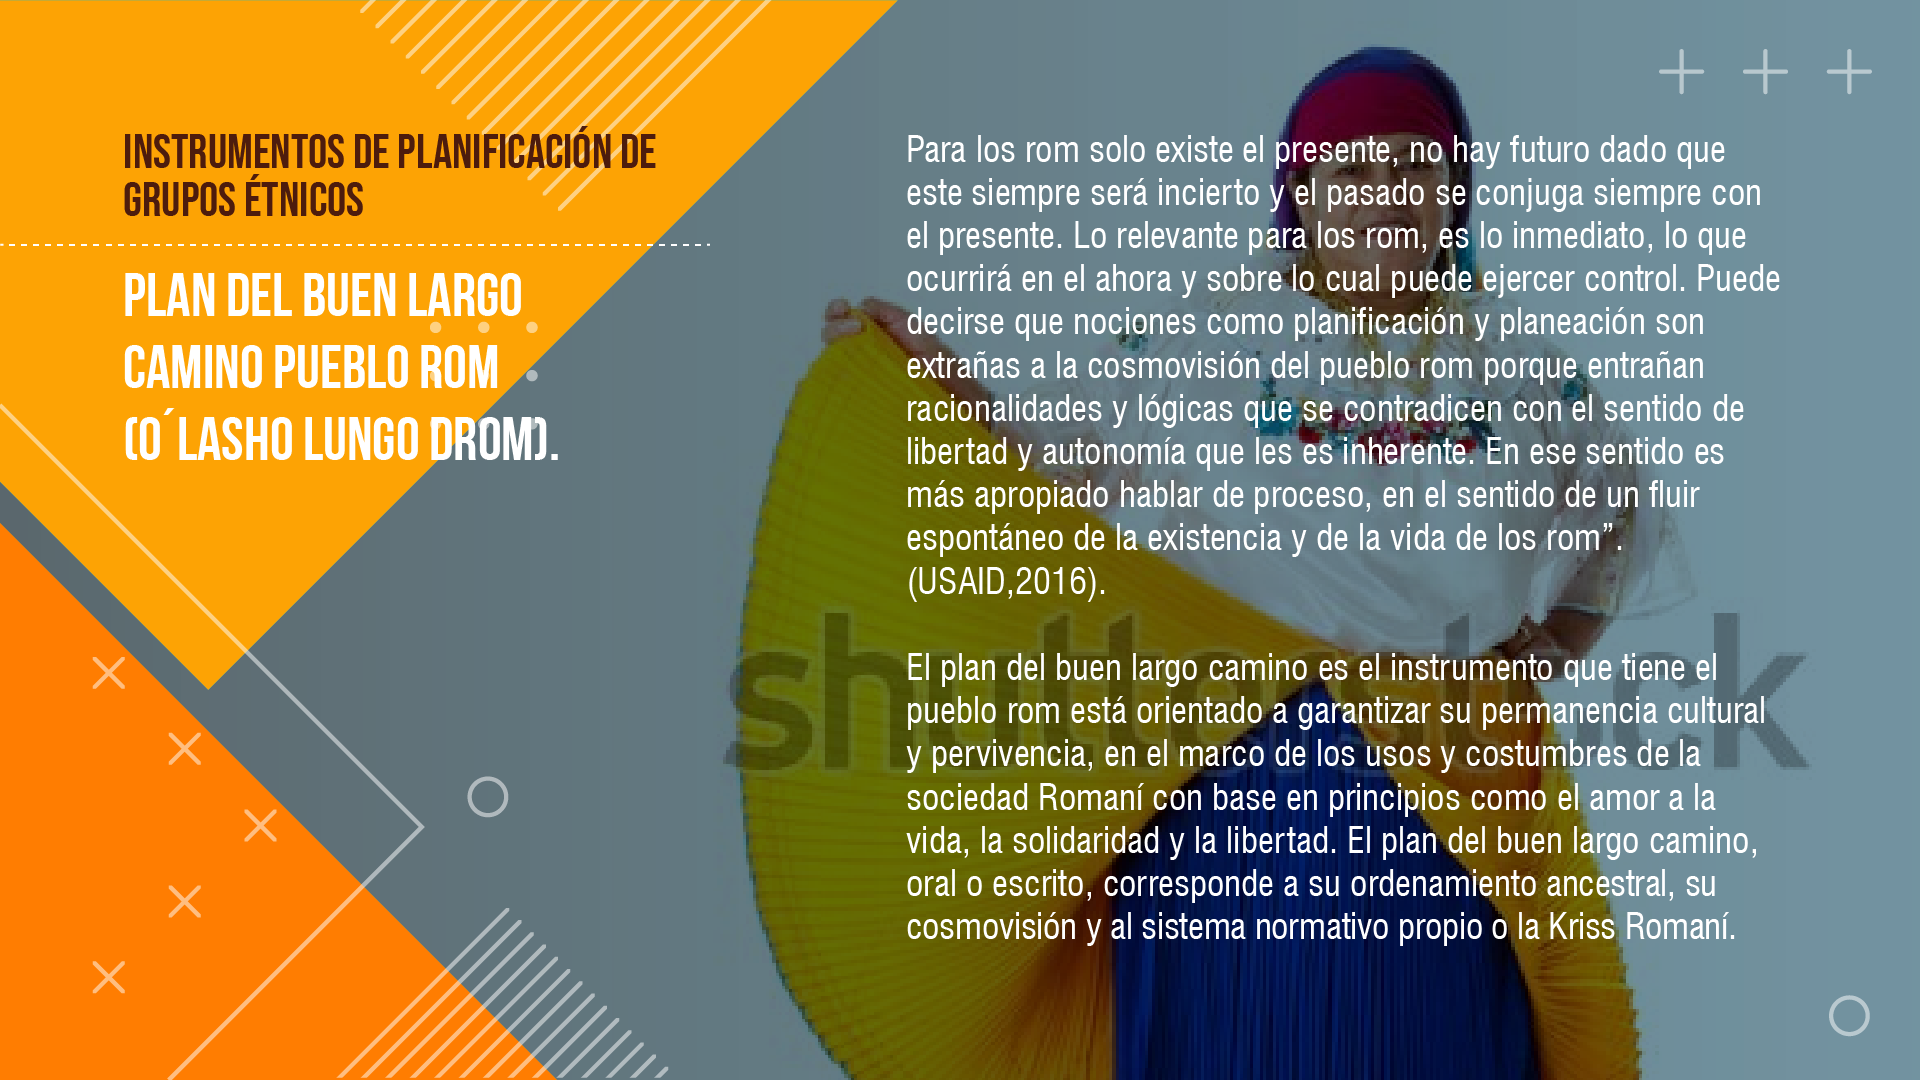 INSTRUMENTOS DE PLANIFICACIÓN DE
GRUPOS ÉTNICOS
PLAN DEL BUEN LARGO
CAMINO PUEBLO ROM
(O´LASHO LUNGO DROM).
Para los rom solo existe el presente, no hay futuro dado que
este siempre será incierto y el pasado se conjuga siempre con
el presente. Lo relevante para los rom, es lo inmediato, lo que
ocurrirá en el ahora y sobre lo cual puede ejercer control. Puede
decirse que nociones como planificación y planeación son
extrañas a la cosmovisión del pueblo rom porque entrañan
racionalidades y lógicas que se contradicen con el sentido de
libertad y autonomía que les es inherente. En ese sentido es
más apropiado hablar de proceso, en el sentido de un fluir
espontáneo de la existencia y de la vida de los rom”.
(USAID,2016).
El plan del buen largo camino es el instrumento que tiene el
pueblo rom está orientado a garantizar su permanencia cultural
y pervivencia, en el marco de los usos y costumbres de la
sociedad Romaní con base en principios como el amor a la
vida, la solidaridad y la libertad. El plan del buen largo camino,
oral o escrito, corresponde a su ordenamiento ancestral, su
cosmovisión y al sistema normativo propio o la Kriss Romaní.
shutterstock